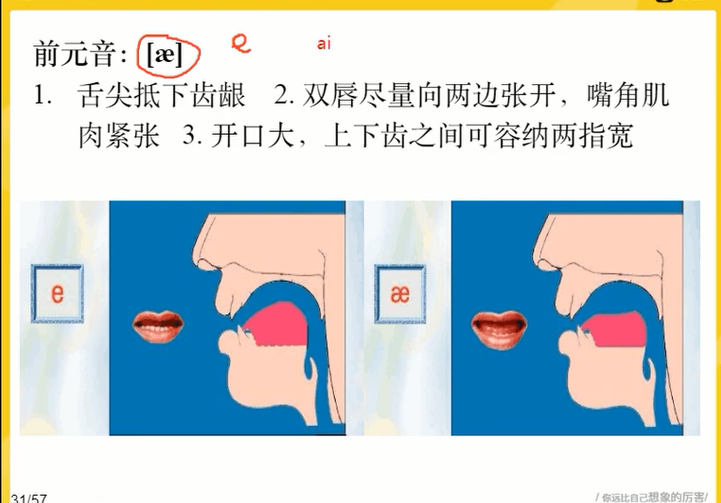 前元音：[æ] e ai
1. 舌尖抵下齿龈 2. 双唇尽量向两边张开，嘴角肌
肉紧张 3. 开口大，上下齿之间可容纳两指宽
e æ
31/57 / 你远比自己想象的厉害/